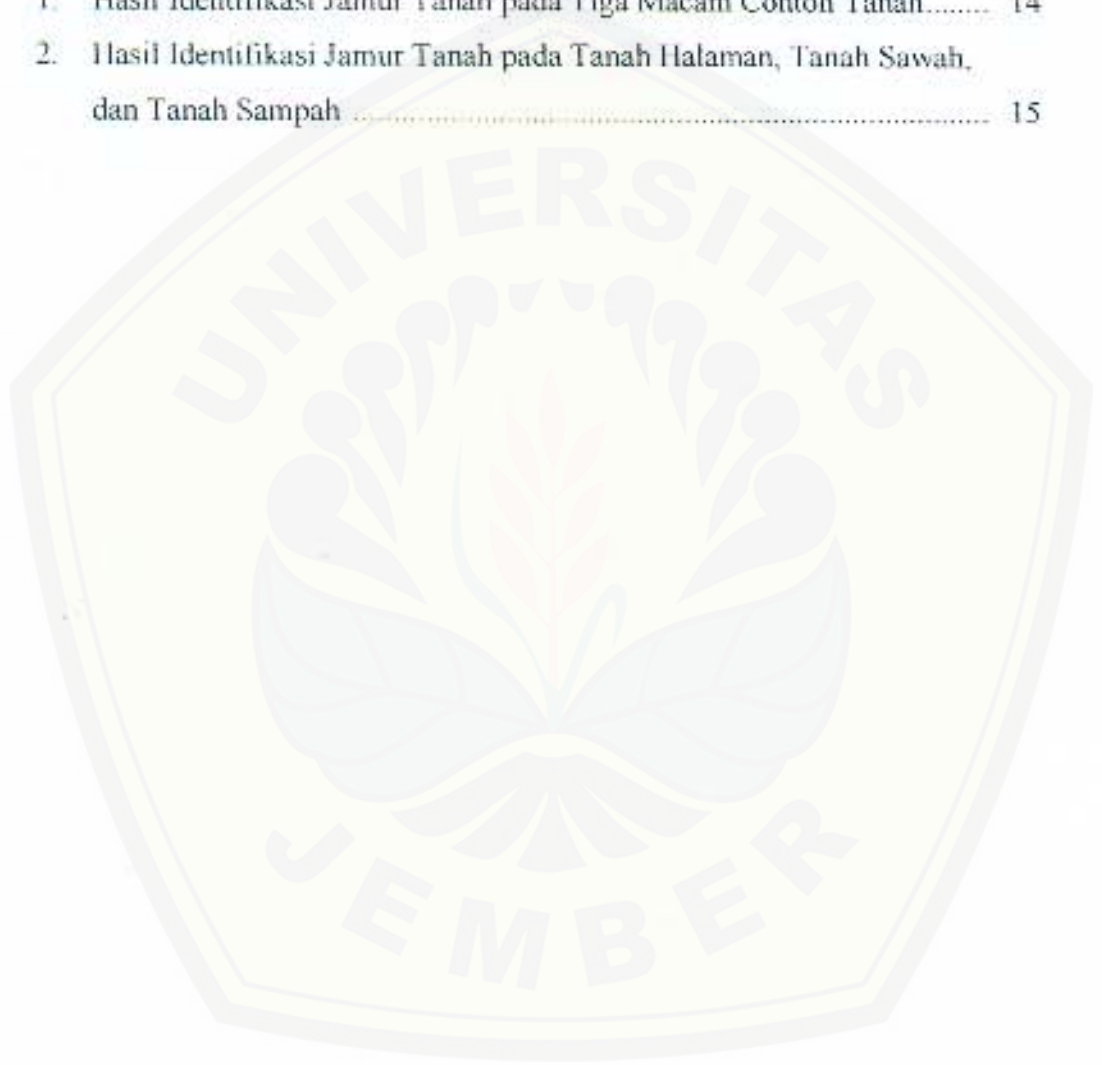 1. Hasil Identifikasi Jamur Tanah pada Tiga Macam Contoh Tanah........ 14
2. Hasil Identifikasi Jamur Tanah pada Tanah Halaman, Tanah Sawah,
dan Tanah Sampah ........................................................................................ 15
UNIVERSITAS
JEMBER